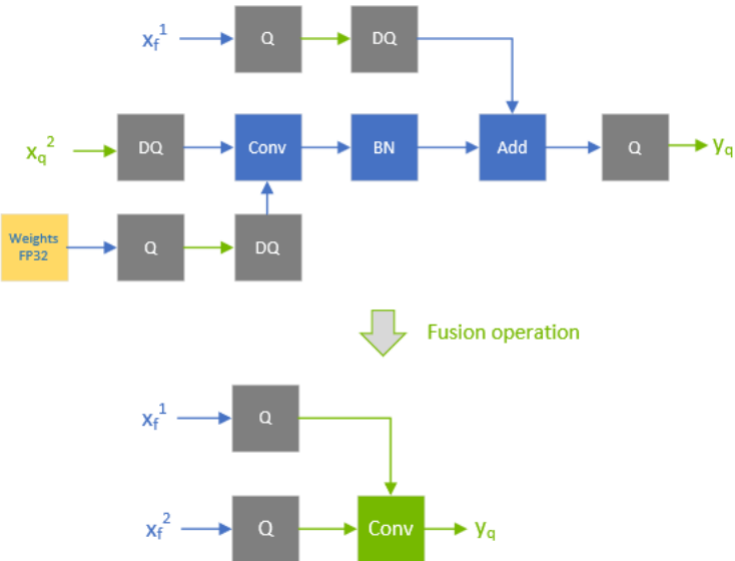 x_f^1 Q DQ
x_q^2 DQ Conv BN Add Q y_q
Weights
FP32
Q DQ
Fusion operation
x_f^1 Q
x_f^2 Q Conv y_q